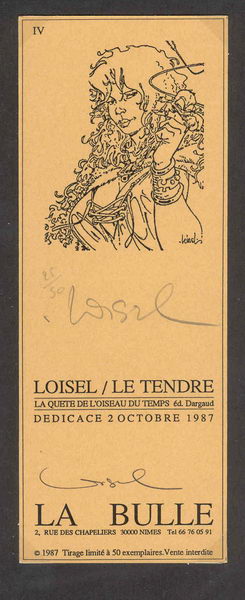 IV
Loisel
25/50
Loisel
LOISEL / LE TENDRE
LA QUETE DE L'OISEAU DU TEMPS éd. Dargaud
DEDICACE 2 OCTOBRE 1987
Loisel
LA BULLE
2, RUE DES CHAPELIERS 30000 NIMES Tel 66 76 05 91
© 1987 Tirage limité à 50 exemplaires. Vente interdite